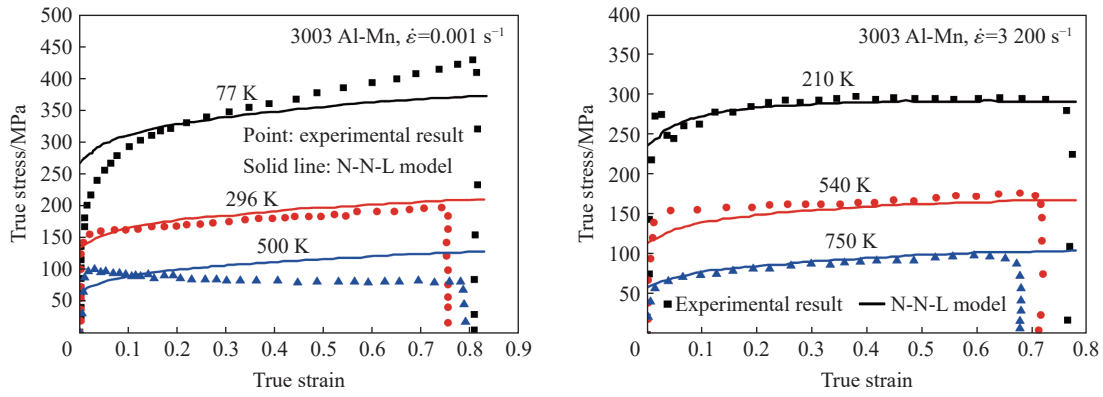 500
450
400
350
300
250
200
150
100
50
0
0.1
0.2
0.3
0.4
0.5
0.6
0.7
0.8
0.9
True stress/MPa
True strain
3003 Al-Mn, ε̇=0.001 s⁻¹
77 K
Point: experimental result
Solid line: N-N-L model
296 K
500 K
400
350
300
250
200
150
100
50
0
0.1
0.2
0.3
0.4
0.5
0.6
0.7
0.8
True stress/MPa
True strain
3003 Al-Mn, ε̇=3 200 s⁻¹
210 K
540 K
750 K
Experimental result
N-N-L model